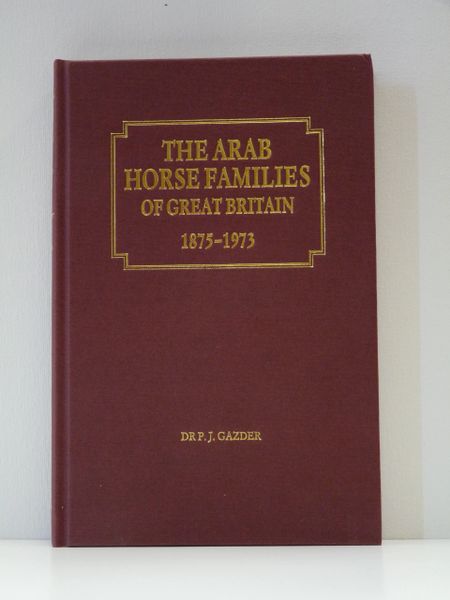 THE ARAB
HORSE FAMILIES
OF GREAT BRITAIN
1875-1973
DR P. J. GAZDER